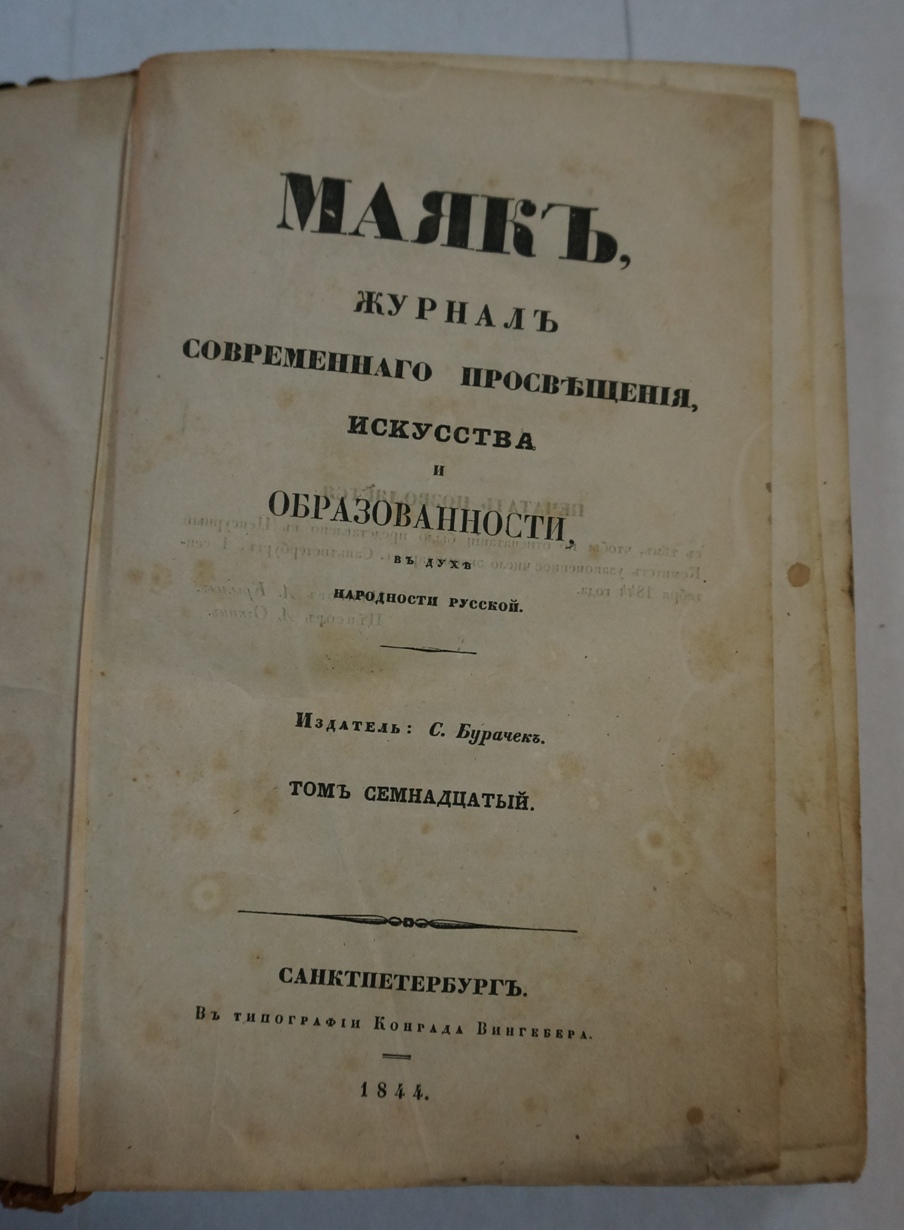 МАЯКЪ,
ЖУРНАЛЪ
СОВРЕМЕННАГО ПРОСВѢЩЕНІЯ,
ИСКУССТВА
И
ОБРАЗОВАННОСТИ,
ВЪ ДУХѢ
НАРОДНОСТИ РУССКОЙ.
Издатель: С. Бурачекъ.
ТОМЪ СЕМНАДЦАТЫЙ.
САНКТПЕТЕРБУРГЪ.
Въ типографіи Конрада Вингебера.
1844.